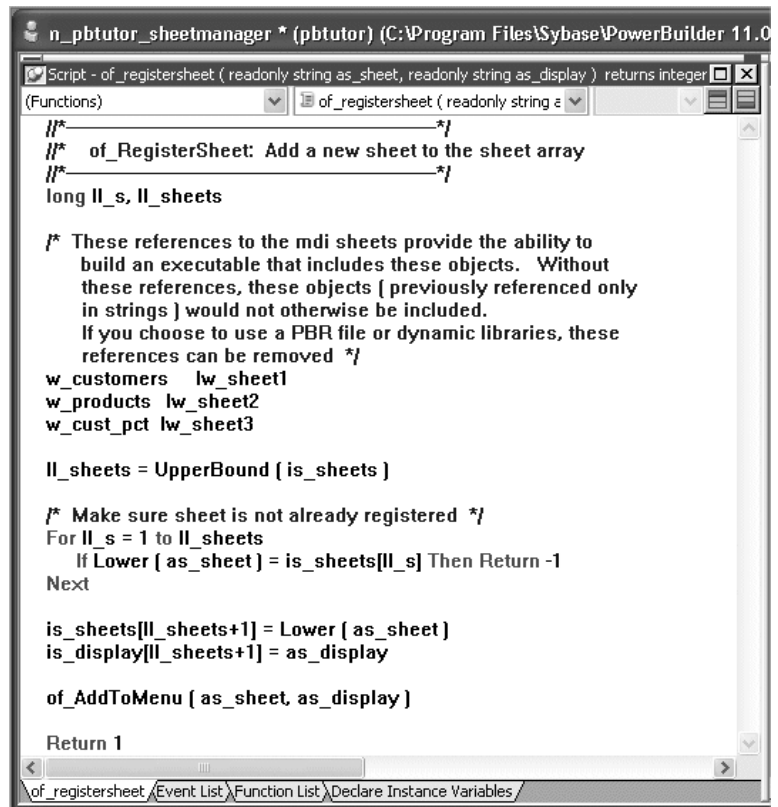 n_pbtutor_sheetmanager * (pbtutor) (C:\Program Files\Sybase\PowerBuilder 11.0
Script - of_registersheet ( readonly string as_sheet, readonly string as_display ) returns integer
(Functions) of_registersheet ( readonly string a
//*————————————————*/
//* of_RegisterSheet: Add a new sheet to the sheet array
//*————————————————*/
long ll_s, ll_sheets
/* These references to the mdi sheets provide the ability to
build an executable that includes these objects. Without
these references, these objects ( previously referenced only
in strings ) would not otherwise be included.
If you choose to use a PBR file or dynamic libraries, these
references can be removed */
w_customers lw_sheet1
w_products lw_sheet2
w_cust_pct lw_sheet3
ll_sheets = UpperBound ( is_sheets )
/* Make sure sheet is not already registered */
For ll_s = 1 to ll_sheets
If Lower ( as_sheet ) = is_sheets[ll_s] Then Return -1
Next
is_sheets[ll_sheets+1] = Lower ( as_sheet )
is_display[ll_sheets+1] = as_display
of_AddToMenu ( as_sheet, as_display )
Return 1
of_registersheet Event List Function List Declare Instance Variables